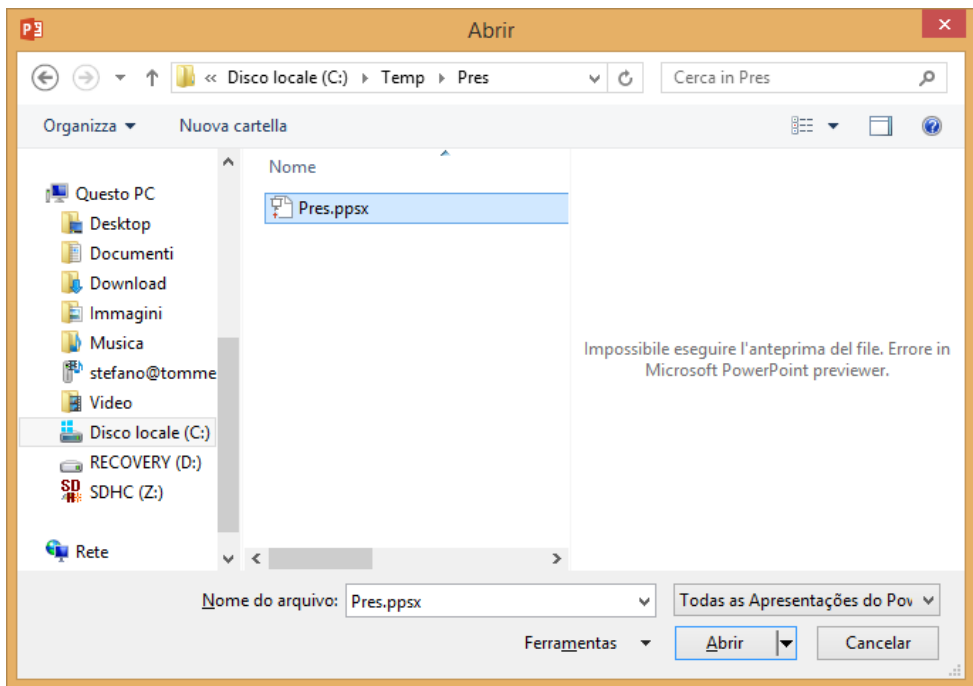 Abrir
« Disco locale (C:) Temp Pres
Cerca in Pres
Organizza Nuova cartella
Nome
Questo PC
Pres.ppsx
Desktop
Documenti
Download
Immagini
Musica
Impossibile eseguire l'anteprima del file. Errore in
Microsoft PowerPoint previewer.
stefano@tomme
Video
Disco locale (C:)
RECOVERY (D:)
SDHC (Z:)
Rete
Nome do arquivo: Pres.ppsx
Todas as Apresentações do Pov
Ferramentas Abrir Cancelar